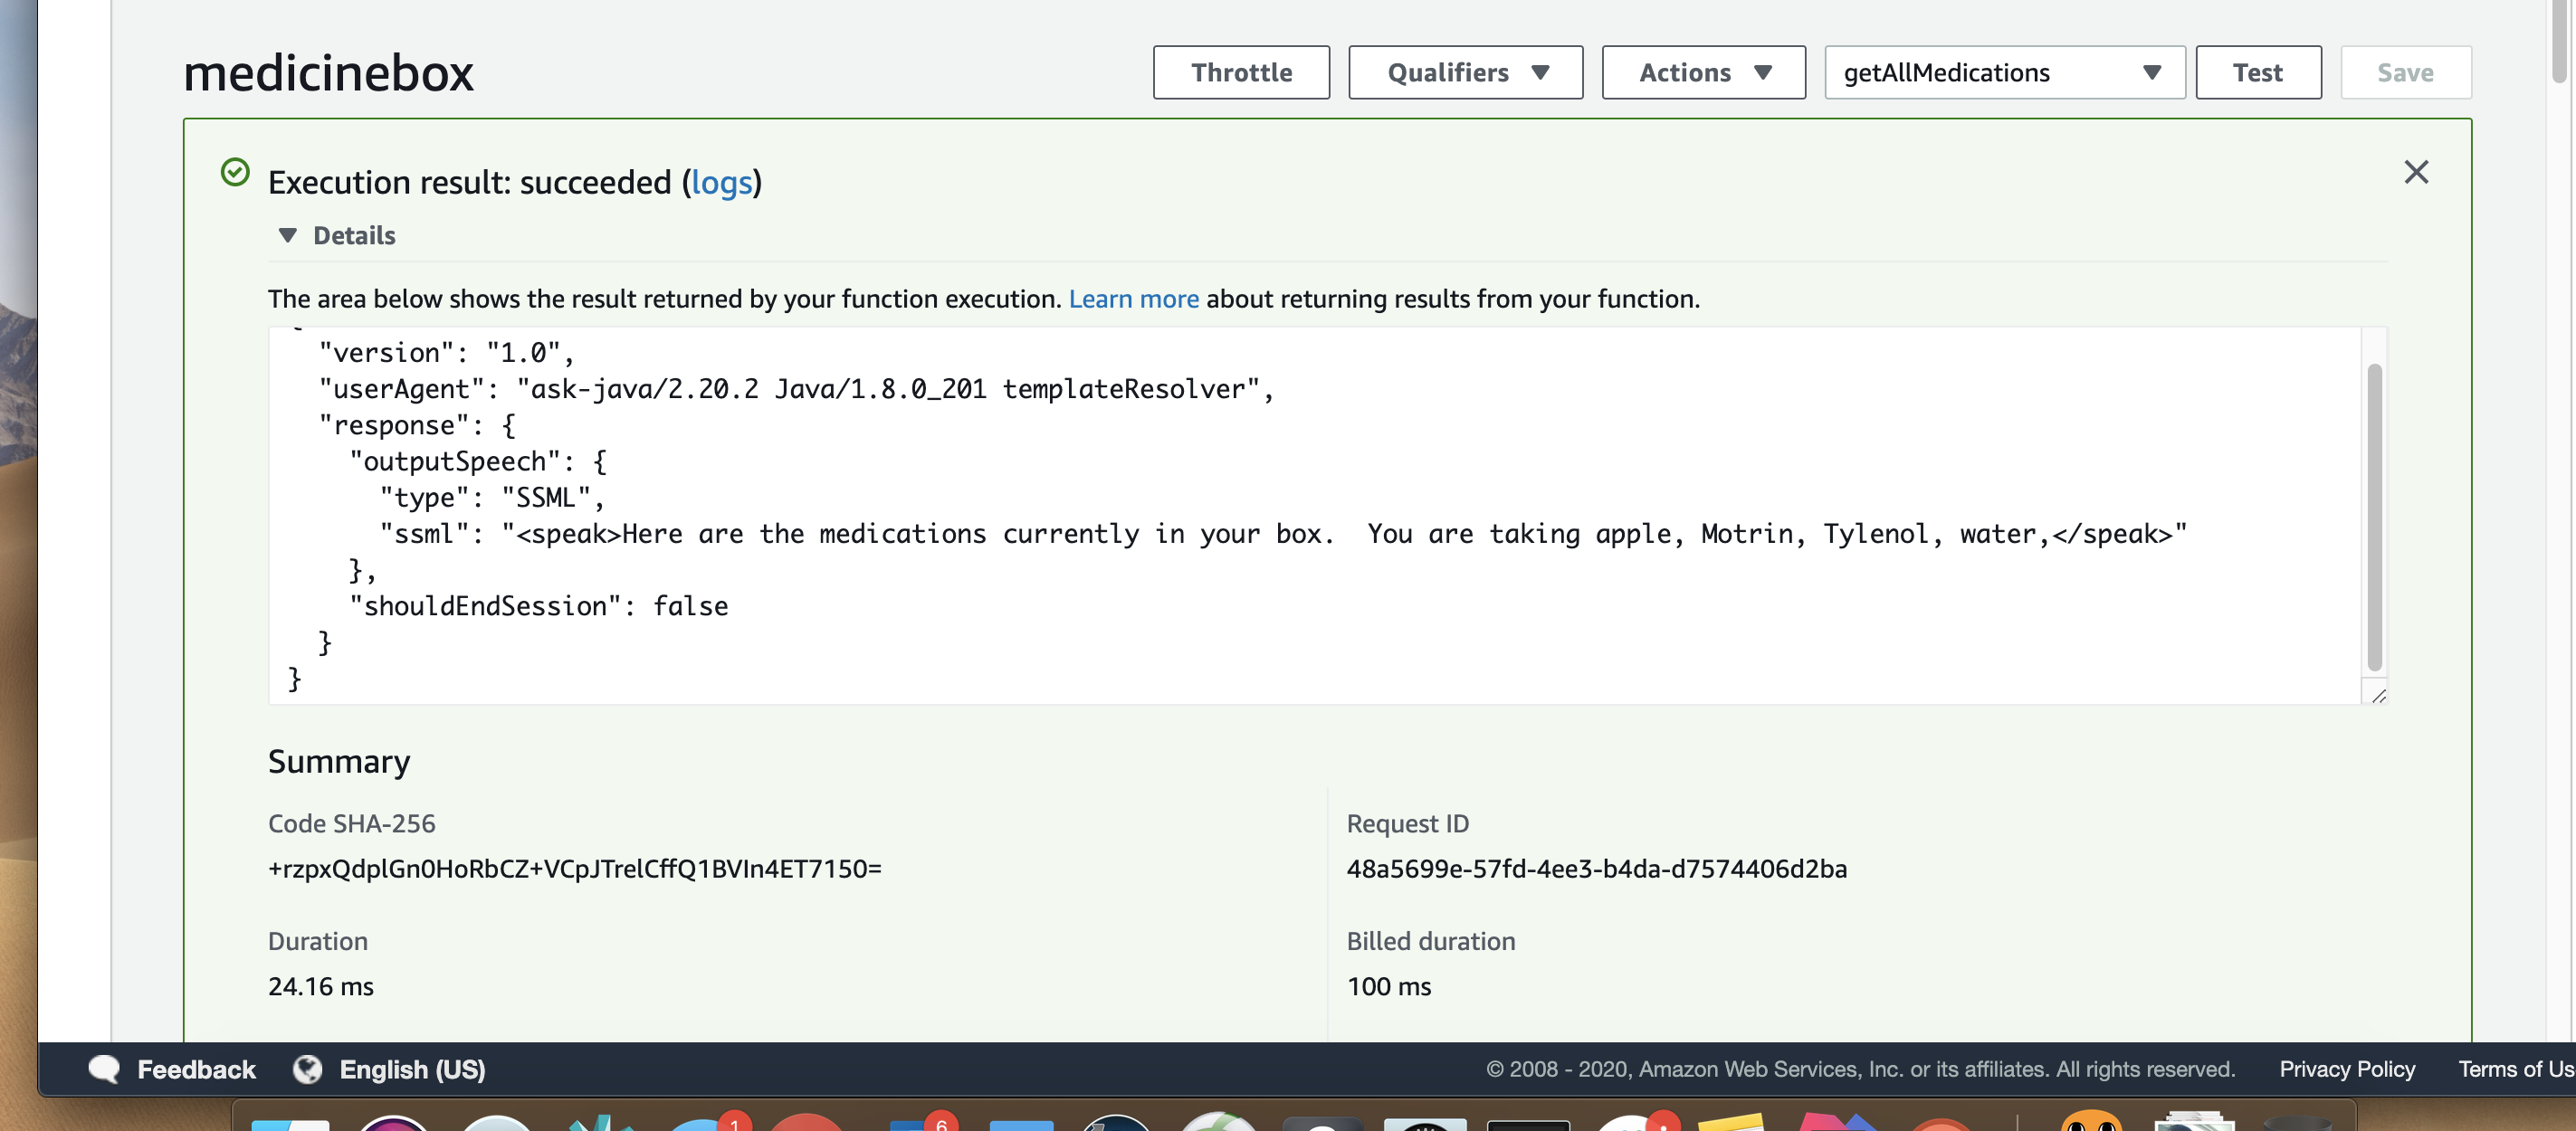 medicinebox
Throttle
Qualifiers
Actions
getAllMedications
Test
Save
Execution result: succeeded (logs)
Details
The area below shows the result returned by your function execution. Learn more about returning results from your function.
"version": "1.0",
"userAgent": "ask-java/2.20.2 Java/1.8.0_201 templateResolver",
"response": {
"outputSpeech": {
"type": "SSML",
"ssml": "<speak>Here are the medications currently in your box.  You are taking apple, Motrin, Tylenol, water,</speak>"
},
"shouldEndSession": false
}
}
Summary
Code SHA-256
+rzpxQdplGn0HoRbCZ+VCpJTrelCffQ1BVIn4ET7150=
Request ID
48a5699e-57fd-4ee3-b4da-d7574406d2ba
Duration
24.16 ms
Billed duration
100 ms
Feedback
English (US)
© 2008 - 2020, Amazon Web Services, Inc. or its affiliates. All rights reserved.
Privacy Policy
Terms of Us
1
6